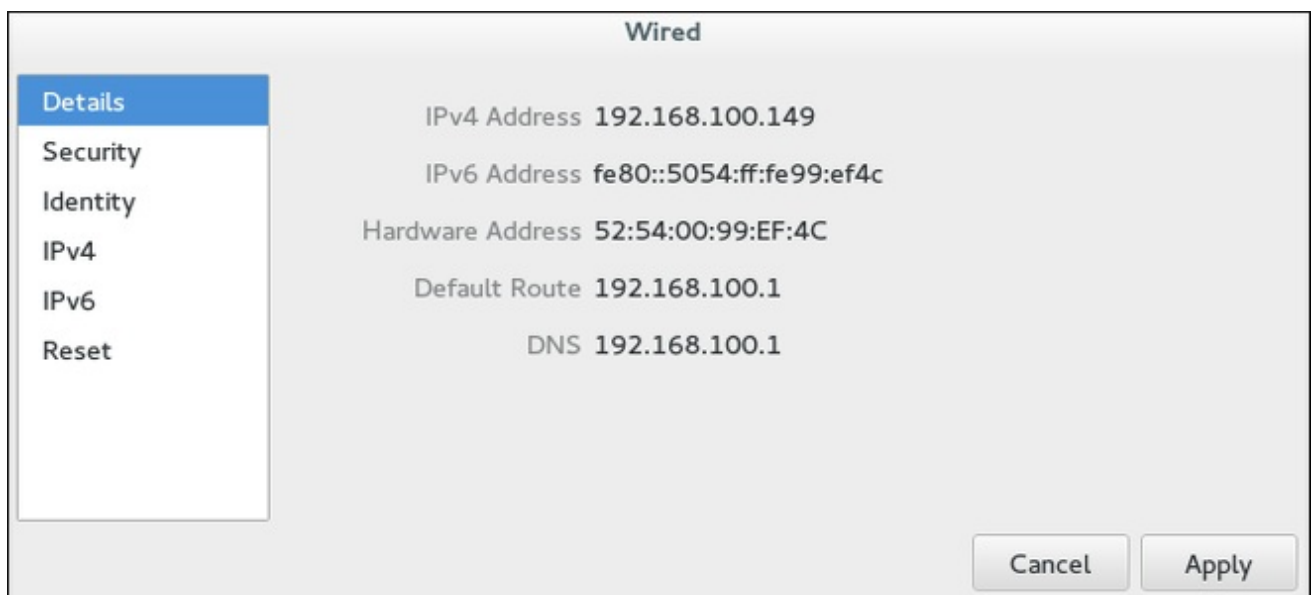 Wired
Details
Security
Identity
IPv4
IPv6
Reset
IPv4 Address 192.168.100.149
IPv6 Address fe80::5054:ff:fe99:ef4c
Hardware Address 52:54:00:99:EF:4C
Default Route 192.168.100.1
DNS 192.168.100.1
Cancel
Apply